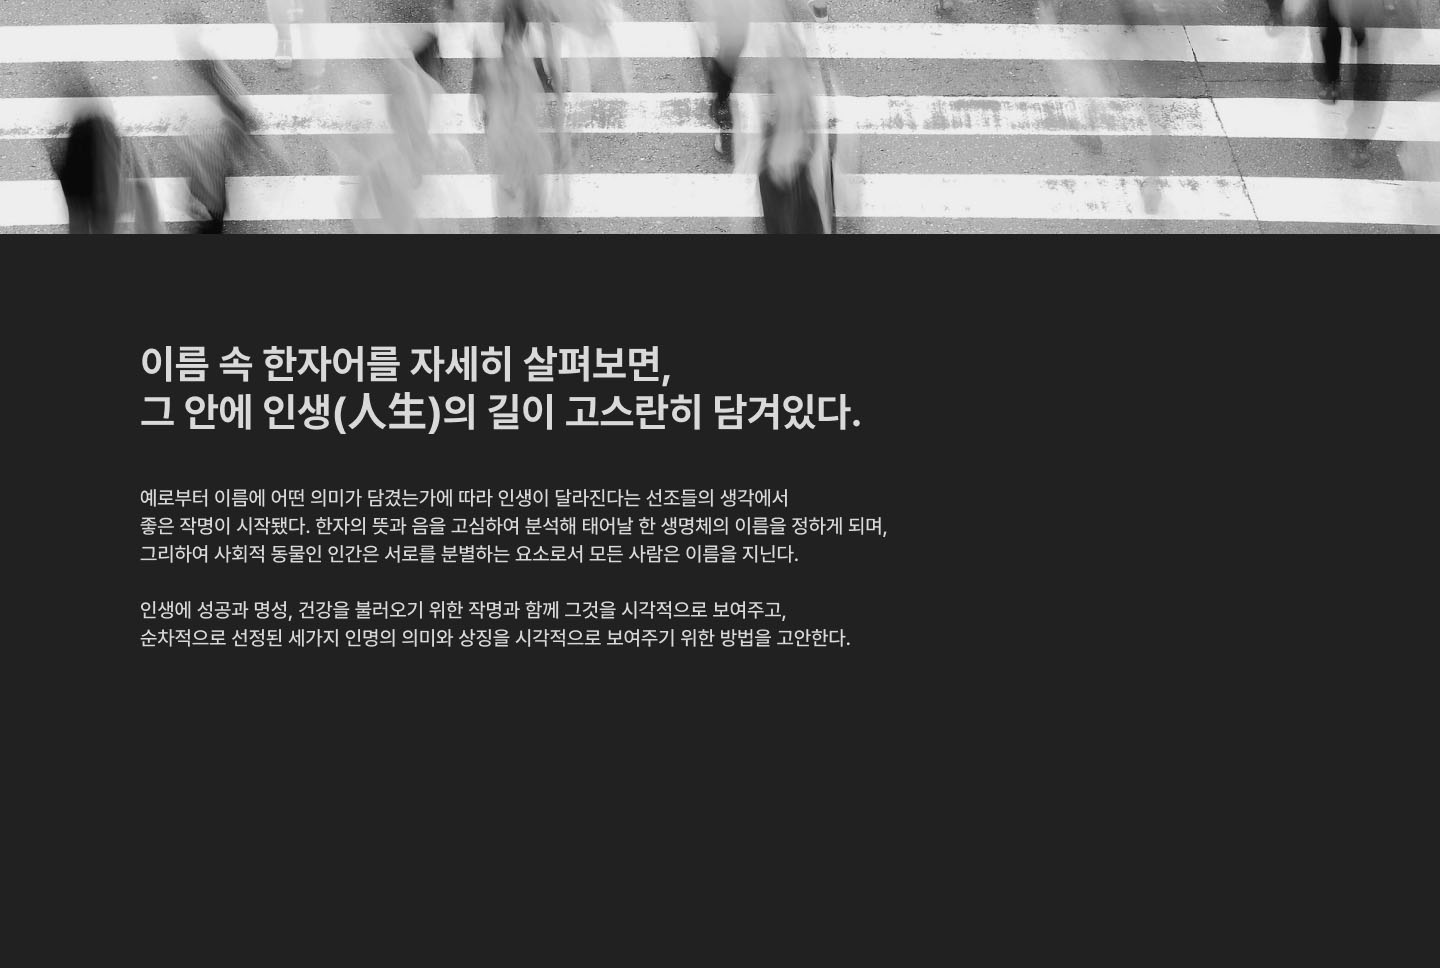 이름 속 한자어를 자세히 살펴보면,
그 안에 인생(人生)의 길이 고스란히 담겨있다.
예로부터 이름에 어떤 의미가 담겼는가에 따라 인생이 달라진다는 선조들의 생각에서
좋은 작명이 시작됐다. 한자의 뜻과 음을 고심하여 분석해 태어날 한 생명체의 이름을 정하게 되며,
그리하여 사회적 동물인 인간은 서로를 분별하는 요소로서 모든 사람은 이름을 지닌다.
인생에 성공과 명성, 건강을 불러오기 위한 작명과 함께 그것을 시각적으로 보여주고,
순차적으로 선정된 세가지 인명의 의미와 상징을 시각적으로 보여주기 위한 방법을 고안한다.